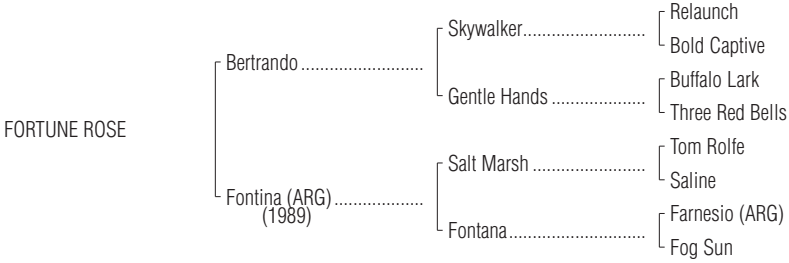 Relaunch
Skywalker..........................
Bold Captive
Bertrando..........................
Buffalo Lark
Gentle Hands....................
Three Red Bells
FORTUNE ROSE
Tom Rolfe
Salt Marsh........................
Saline
Fontina (ARG)...................
(1989)
Farnesio (ARG)
Fontana.............................
Fog Sun